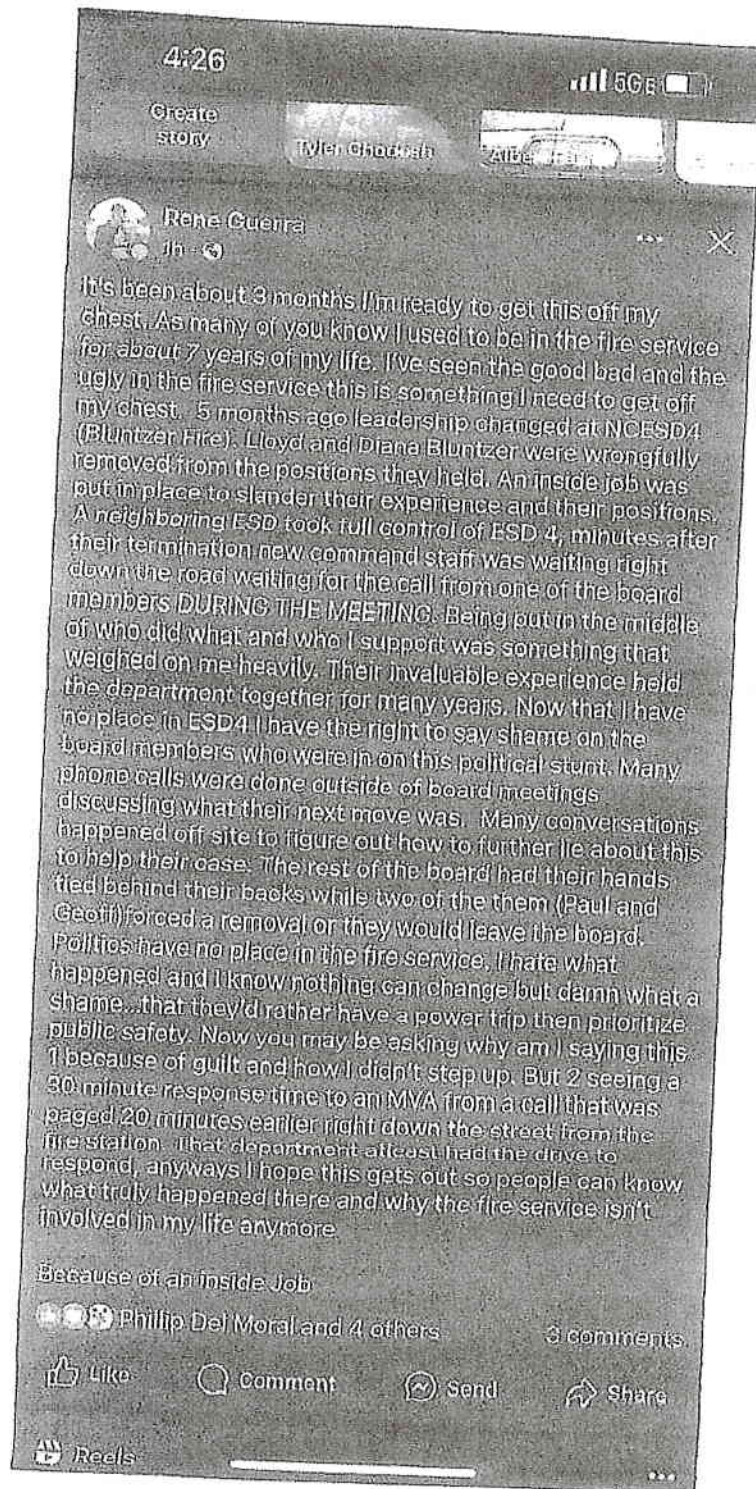 4:26
5GE
Create
story
Tyler
Rene Guerra
1h
It's been about 3 months I'm ready to get this off my
chest. As many of you know I used to be in the fire service
for about 7 years of my life. I've seen the good bad and the
ugly in the fire service this is something I need to get off
my chest. 5 months ago leadership changed at NCESD4
(Bluntzer Fire). Lloyd and Diana Bluntzer were wrongfully
removed from the positions they held. An inside job was
put in place to slander their experience and their positions.
A neighboring ESD took full control of ESD 4, minutes after
their termination new command staff was waiting right
down the road waiting for the call from one of the board
members DURING THE MEETING. Being put in the middle
of who did what and who I support was something that
weighed on me heavily. Their invaluable experience held
the department together for many years. Now that I have
no place in ESD4 I have the right to say shame on the
board members who were in on this political stunt. Many
phone calls were done outside of board meetings
discussing what their next move was. Many conversations
happened off site to figure out how to further lie about this
to help their case. The rest of the board had their hands
tied behind their backs while two of the them (Paul and
Geoff)forced a removal or they would leave the board.
Politics have no place in the fire service. I hate what
happened and I know nothing can change but damn what a
shame...that they'd rather have a power trip then prioritize
public safety. Now you may be asking why am I saying this
1 because of guilt and how I didn't step up. But 2 seeing a
30 minute response time to an MVA from a call that was
paged 20 minutes earlier right down the street from the
fire station. That department atleast had the drive to
respond, anyways I hope this gets out so people can know
what truly happened there and why the fire service isn't
involved in my life anymore.
Because of an inside Job
Phillip Del Moral and 4 others 3 comments
Like Comment Send Share
Reels